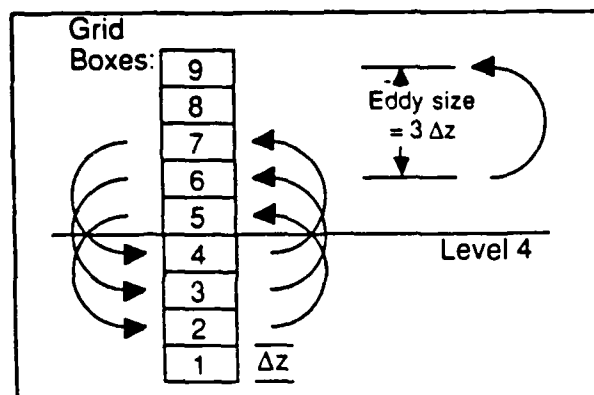 Grid
Boxes:
9
8
7
6
5
4
3
2
1
Eddy size
= 3 Δz
Level 4
Δz